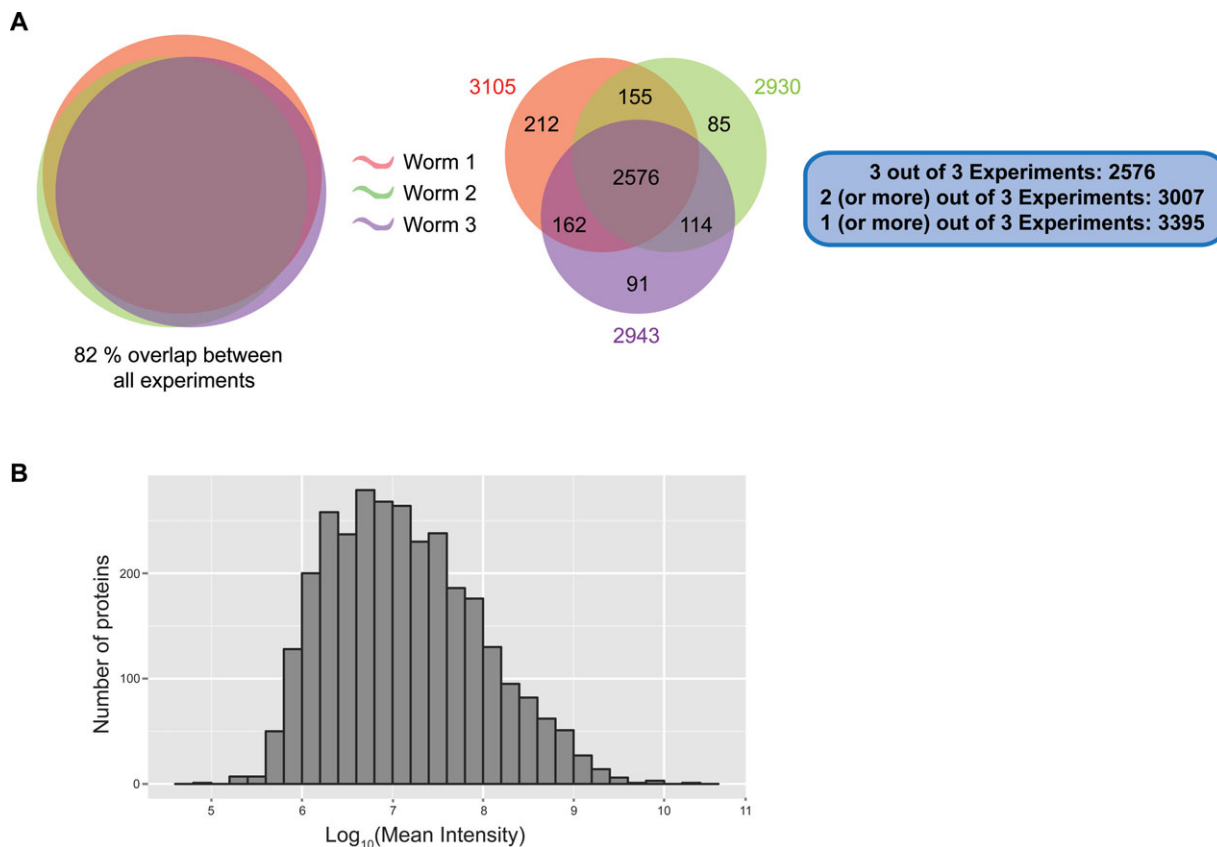 A
3105
2930
155
212
85
Worm 1
Worm 2
Worm 3
2576
162
114
91
2943
82 % overlap between
all experiments
3 out of 3 Experiments: 2576
2 (or more) out of 3 Experiments: 3007
1 (or more) out of 3 Experiments: 3395
B
Number of proteins
200
100
0
5 6 7 8 9 10 11
Log10(Mean Intensity)